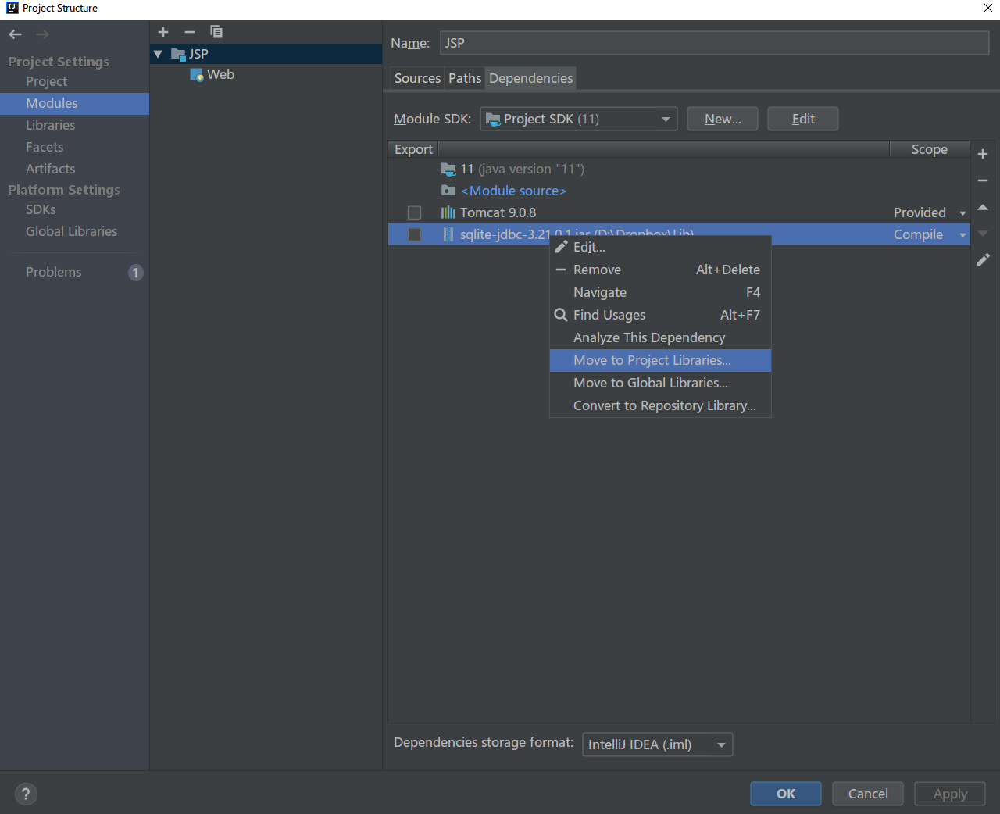 Project Structure
Project Settings
Project
Modules
Libraries
Facets
Artifacts
Platform Settings
SDKs
Global Libraries
Problems 1
JSP
Web
Name: JSP
Sources Paths Dependencies
Module SDK: Project SDK (11) New... Edit
Export Scope
11 (java version "11")
<Module source>
Tomcat 9.0.8 Provided
sqlite-jdbc-3.21.0.1.jar (D:\Dropbox\Lib) Compile
Edit...
Remove Alt+Delete
Navigate F4
Find Usages Alt+F7
Analyze This Dependency
Move to Project Libraries...
Move to Global Libraries...
Convert to Repository Library...
Dependencies storage format: IntelliJ IDEA (.iml)
? OK Cancel Apply